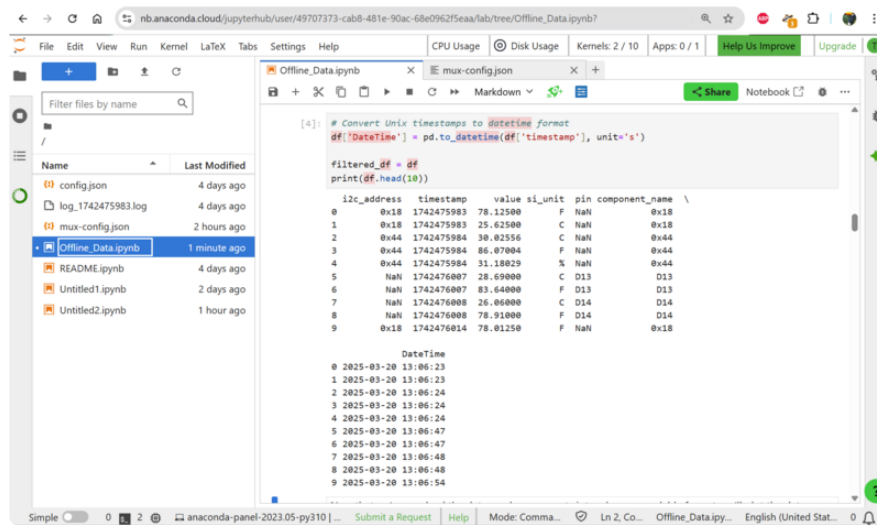 nb.anaconda.cloud/jupyterhub/user/49707373-cab8-481e-90ac-68e0962f5eaa/lab/tree/Offline_Data.ipynb?
File Edit View Run Kernel LaTeX Tabs Settings Help
CPU Usage Disk Usage Kernels: 2 / 10 Apps: 0 / 1 Help Us Improve Upgrade
Offline_Data.ipynb mux-config.json
Markdown Share Notebook
Filter files by name
/
Name Last Modified
config.json 4 days ago
log_1742475983.log 4 days ago
mux-config.json 2 hours ago
Offline_Data.ipynb 1 minute ago
README.ipynb 4 days ago
Untitled1.ipynb 2 days ago
Untitled2.ipynb 1 hour ago
[4]: # Convert Unix timestamps to datetime format
df['DateTime'] = pd.to_datetime(df['timestamp'], unit='s')
filtered_df = df
print(df.head(10))
i2c_address timestamp value si_unit pin component_name \
0 0x18 1742475983 78.12500 F NaN 0x18
1 0x18 1742475983 25.62500 C NaN 0x18
2 0x44 1742475984 30.02556 C NaN 0x44
3 0x44 1742475984 86.07004 F NaN 0x44
4 0x44 1742475984 31.18029 % NaN 0x44
5 NaN 1742476007 28.69000 C D13 D13
6 NaN 1742476007 83.64000 F D13 D13
7 NaN 1742476008 26.06000 C D14 D14
8 NaN 1742476008 78.91000 F D14 D14
9 0x18 1742476014 78.01250 F NaN 0x18
DateTime
0 2025-03-20 13:06:23
1 2025-03-20 13:06:23
2 2025-03-20 13:06:24
3 2025-03-20 13:06:24
4 2025-03-20 13:06:24
5 2025-03-20 13:06:47
6 2025-03-20 13:06:47
7 2025-03-20 13:06:48
8 2025-03-20 13:06:48
9 2025-03-20 13:06:54
Simple 0 2 anaconda-panel-2023.05-py310 | ... Submit a Request Help Mode: Comma... Ln 2, Co... Offline_Data.ipy... English (United Stat... 0